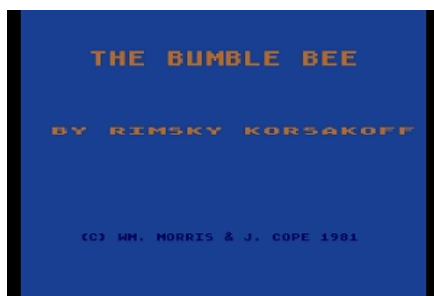 THE BUMBLE BEE
BY RIMSKY KORSAKOFF
(C) WM. MORRIS & J. COPE 1981